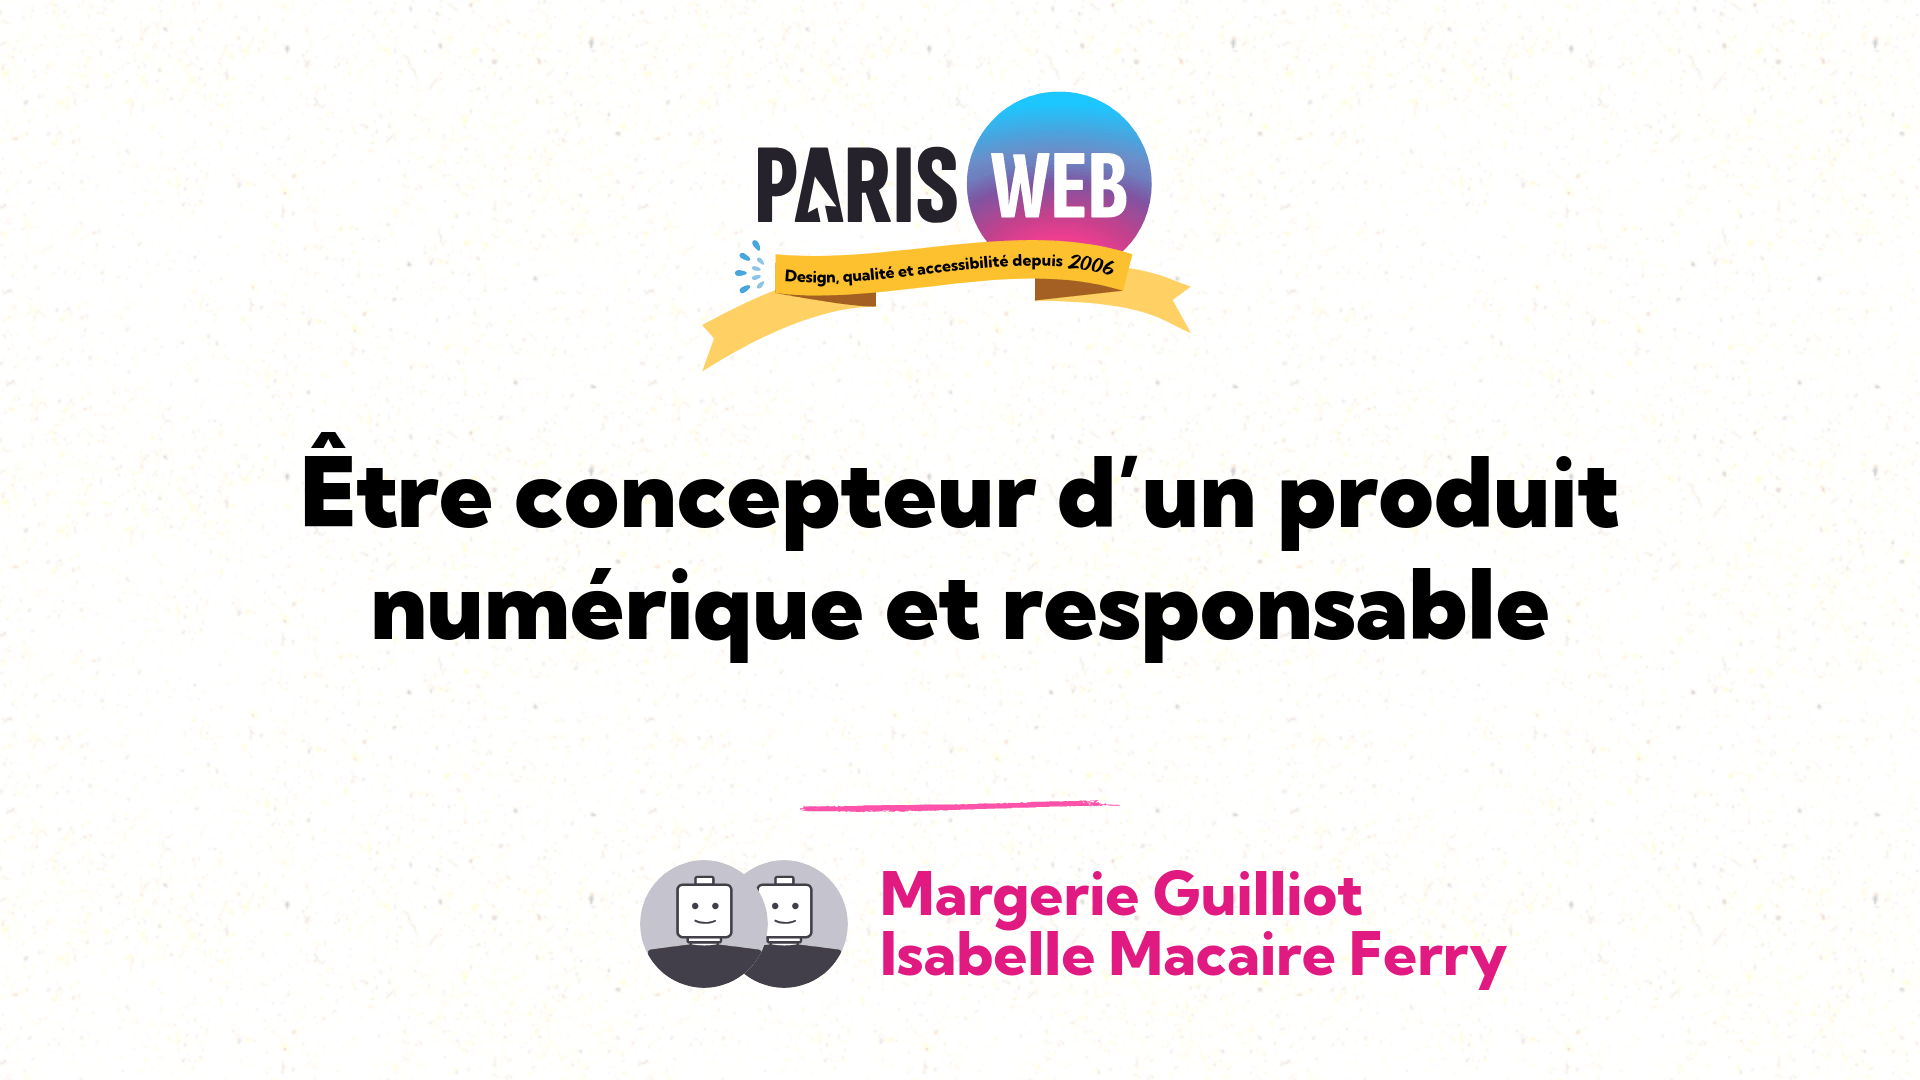 PARIS WEB
Design, qualité et accessibilité depuis 2006
Être concepteur d’un produit
numérique et responsable
Margerie Guilliot
Isabelle Macaire Ferry